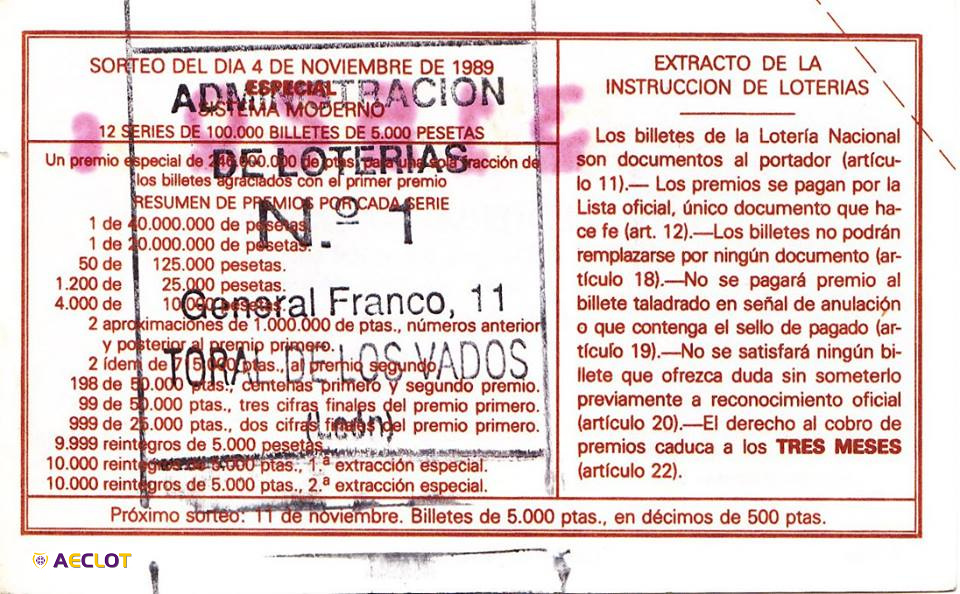 SORTEO DEL DIA 4 DE NOVIEMBRE DE 1989
ESPECIAL
SISTEMA MODERNO
12 SERIES DE 100.000 BILLETES DE 5.000 PESETAS
Un premio especial de 246.000.000 de ptas., para una sola fracción de
los billetes agraciados con el primer premio
RESUMEN DE PREMIOS POR CADA SERIE
1 de 40.000.000 de pesetas.
1 de 20.000.000 de pesetas.
50 de 125.000 pesetas.
1.200 de 25.000 pesetas.
4.000 de pesetas.
2 aproximaciones de 1.000.000 de ptas., números anterior
y posterior al premio primero.
2 ídem de ptas., al premio segundo.
198 de 50.000 ptas., centenas primero y segundo premio.
99 de 50.000 ptas., tres cifras finales del premio primero.
999 de 25.000 ptas., dos cifras finales del premio primero.
9.999 reintegros de 5.000 pesetas.
10.000 reintegros de 5.000 ptas., 1.ª extracción especial.
10.000 reintegros de 5.000 ptas., 2.ª extracción especial.
ADMINISTRACION
DE LOTERIAS
N.º 1
General Franco, 11
TORAL DE LOS VADOS
(León)
EXTRACTO DE LA
INSTRUCCION DE LOTERIAS
Los billetes de la Lotería Nacional
son documentos al portador (artícu-
lo 11).— Los premios se pagan por la
Lista oficial, único documento que ha-
ce fe (art. 12).—Los billetes no podrán
remplazarse por ningún documento (ar-
tículo 18).—No se pagará premio al
billete taladrado en señal de anulación
o que contenga el sello de pagado (ar-
tículo 19).—No se satisfará ningún bi-
llete que ofrezca duda sin someterlo
previamente a reconocimiento oficial
(artículo 20).—El derecho al cobro de
premios caduca a los TRES MESES
(artículo 22).
Próximo sorteo: 11 de noviembre. Billetes de 5.000 ptas., en décimos de 500 ptas.
AECLOT